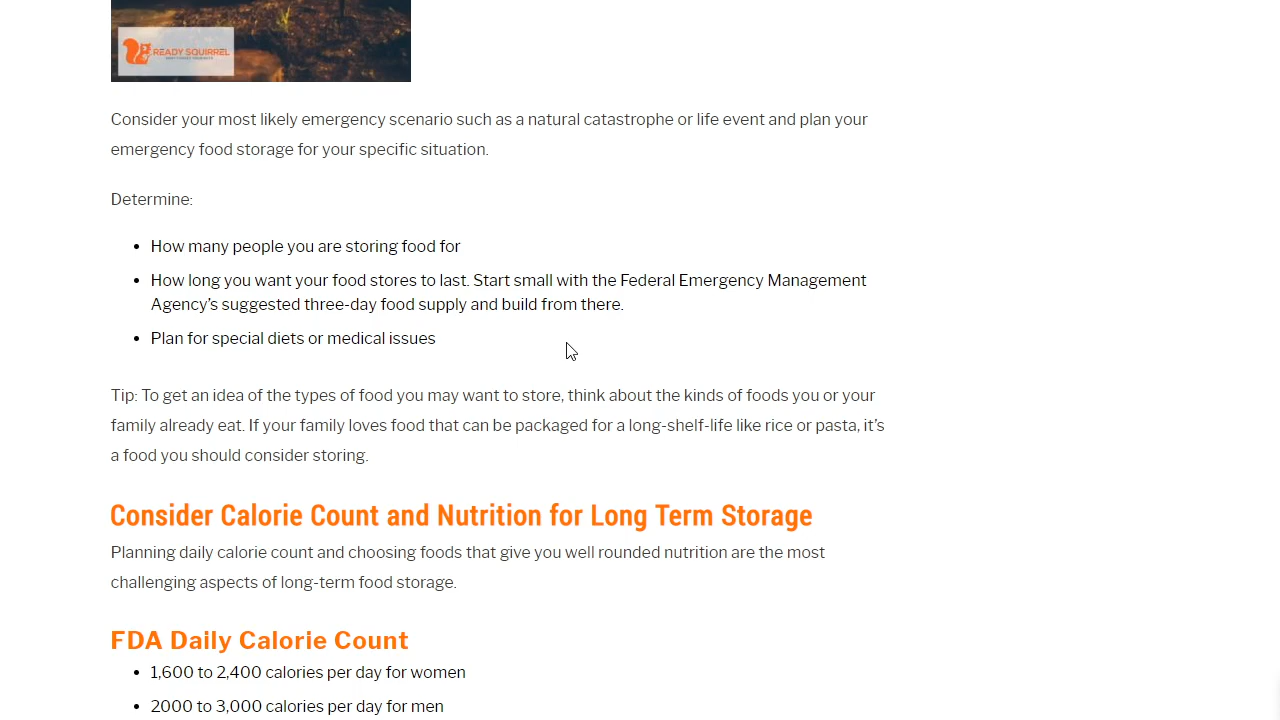 READY SQUIRREL
Consider your most likely emergency scenario such as a natural catastrophe or life event and plan your
emergency food storage for your specific situation.
Determine:
• How many people you are storing food for
• How long you want your food stores to last. Start small with the Federal Emergency Management
Agency’s suggested three-day food supply and build from there.
• Plan for special diets or medical issues
Tip: To get an idea of the types of food you may want to store, think about the kinds of foods you or your
family already eat. If your family loves food that can be packaged for a long-shelf-life like rice or pasta, it’s
a food you should consider storing.
Consider Calorie Count and Nutrition for Long Term Storage
Planning daily calorie count and choosing foods that give you well rounded nutrition are the most
challenging aspects of long-term food storage.
FDA Daily Calorie Count
• 1,600 to 2,400 calories per day for women
• 2000 to 3,000 calories per day for men